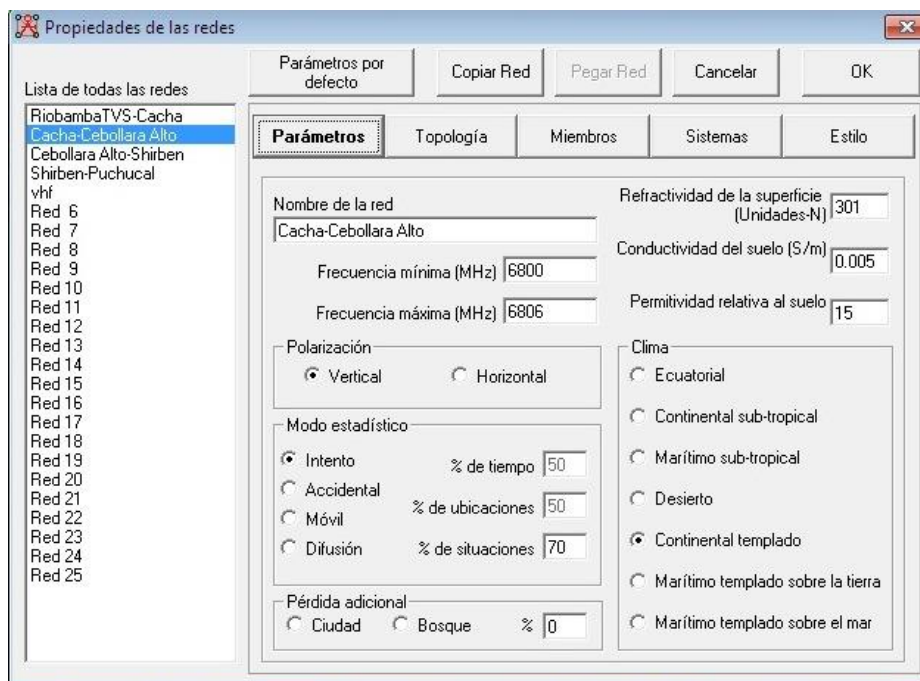 Propiedades de las redes
Parámetros por defecto
Copiar Red
Pegar Red
Cancelar
OK
Lista de todas las redes
RiobambaTVS-Cacha
Cacha-Cebollara Alto
Cebollara Alto-Shirben
Shirben-Puchucal
vhf
Red 6
Red 7
Red 8
Red 9
Red 10
Red 11
Red 12
Red 13
Red 14
Red 15
Red 16
Red 17
Red 18
Red 19
Red 20
Red 21
Red 22
Red 23
Red 24
Red 25
Parámetros
Topología
Miembros
Sistemas
Estilo
Nombre de la red
Cacha-Cebollara Alto
Frecuencia mínima (MHz) 6800
Frecuencia máxima (MHz) 6806
Refractividad de la superficie
(Unidades-N) 301
Conductividad del suelo (S/m) 0.005
Permitividad relativa al suelo 15
Polarización
Vertical
Horizontal
Modo estadístico
Intento
Accidental
Móvil
Difusión
% de tiempo 50
% de ubicaciones 50
% de situaciones 70
Pérdida adicional
Ciudad
Bosque
% 0
Clima
Ecuatorial
Continental sub-tropical
Marítimo sub-tropical
Desierto
Continental templado
Marítimo templado sobre la tierra
Marítimo templado sobre el mar